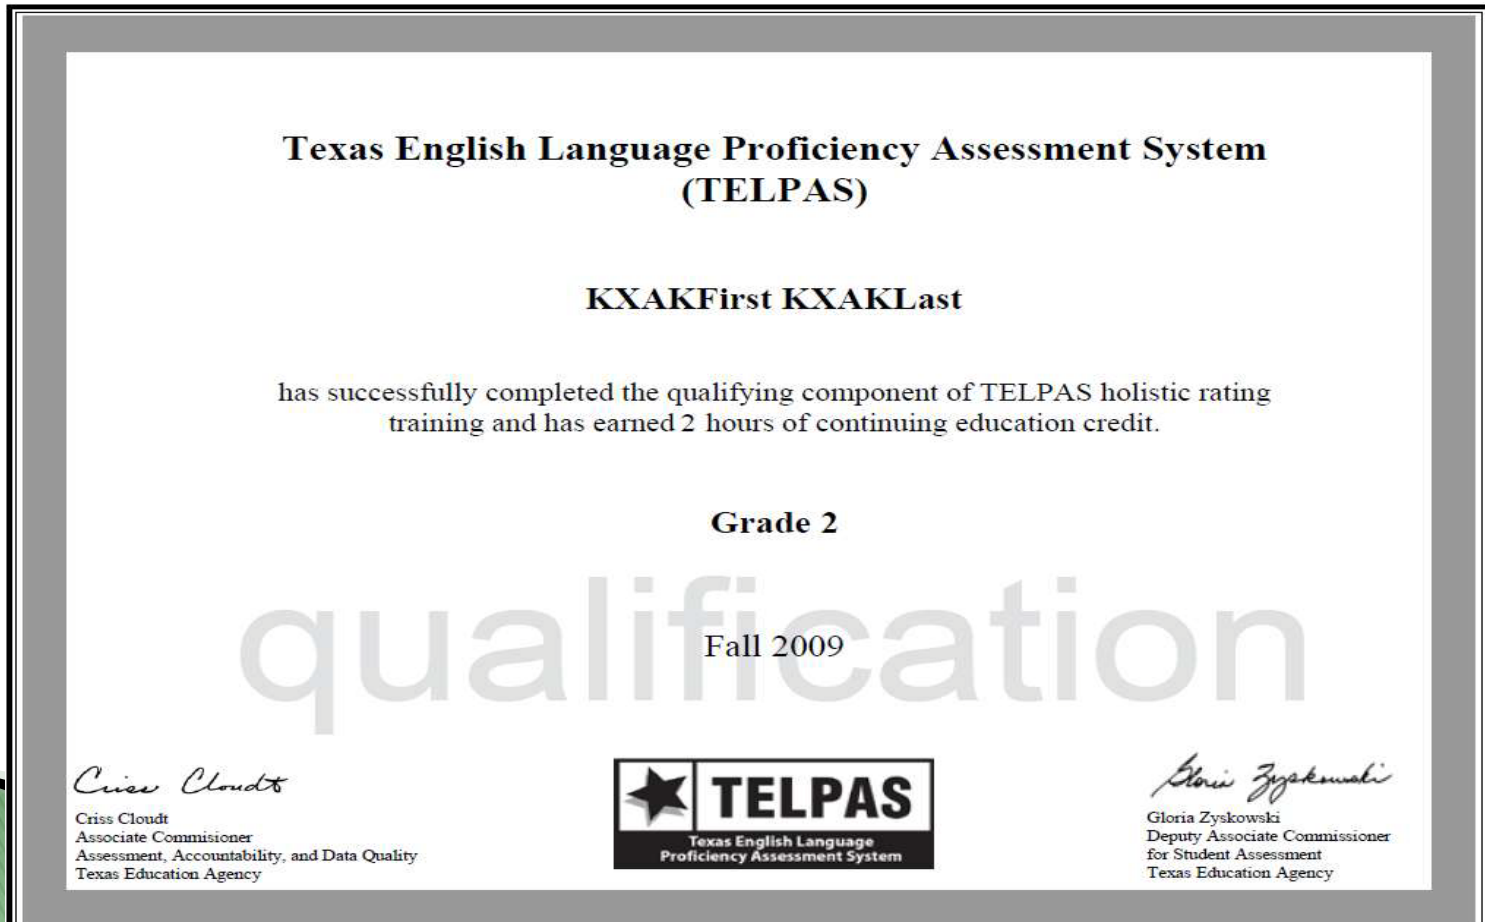 Texas English Language Proficiency Assessment System
(TELPAS)
KXAKFirst KXAKLast
has successfully completed the qualifying component of TELPAS holistic rating
training and has earned 2 hours of continuing education credit.
Grade 2
qualification
Fall 2009
Criss Cloudt
Criss Cloudt
Associate Commisioner
Assessment, Accountability, and Data Quality
Texas Education Agency
TELPAS
Texas English Language
Proficiency Assessment System
Gloria Zyskowski
Gloria Zyskowski
Deputy Associate Commissioner
for Student Assessment
Texas Education Agency